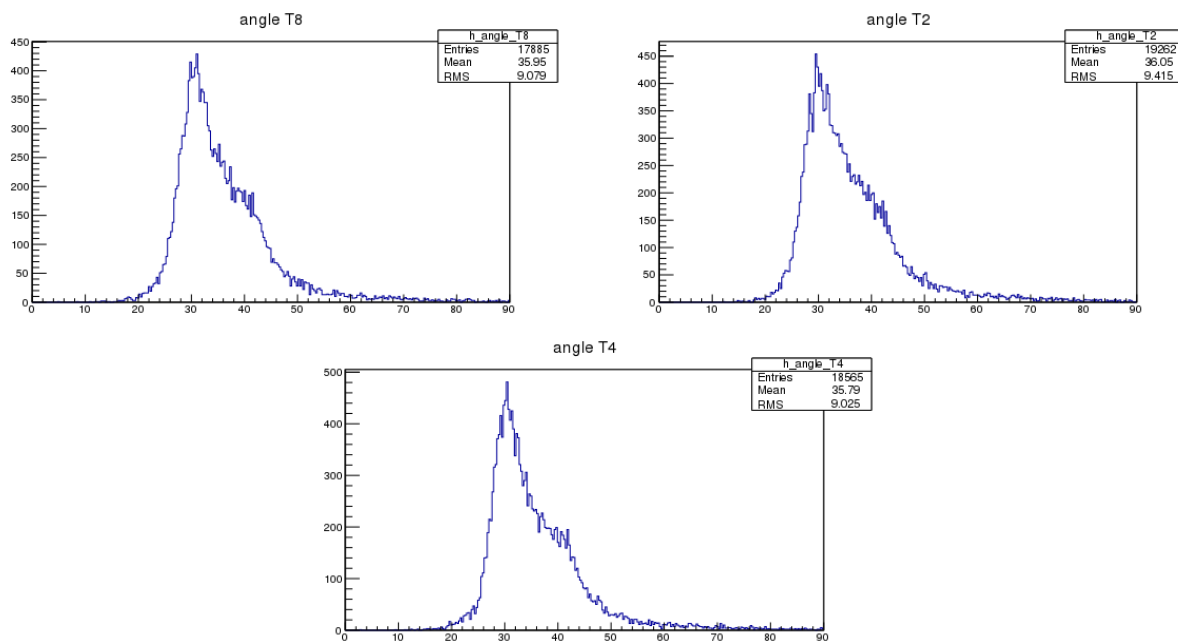 angle T8
h_angle_T8
Entries 17885
Mean 35.95
RMS 9.079
450
400
350
300
250
200
150
100
50
0
0 10 20 30 40 50 60 70 80 90
angle T2
h_angle_T2
Entries 19262
Mean 36.05
RMS 9.415
450
400
350
300
250
200
150
100
50
0
0 10 20 30 40 50 60 70 80 90
angle T4
h_angle_T4
Entries 18565
Mean 35.79
RMS 9.025
500
400
300
200
100
0
0 10 20 30 40 50 60 70 80 90